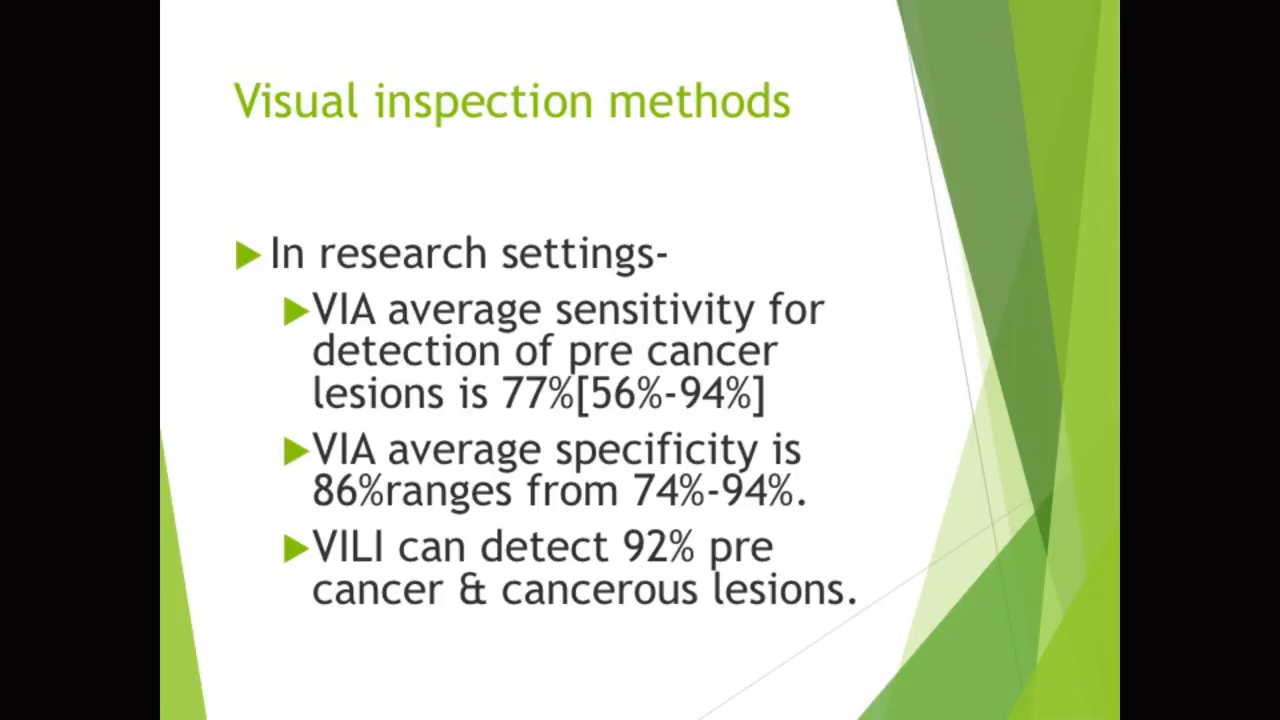 Visual inspection methods
In research settings-
VIA average sensitivity for
detection of pre cancer
lesions is 77%[56%-94%]
VIA average specificity is
86%ranges from 74%-94%.
VILI can detect 92% pre
cancer & cancerous lesions.